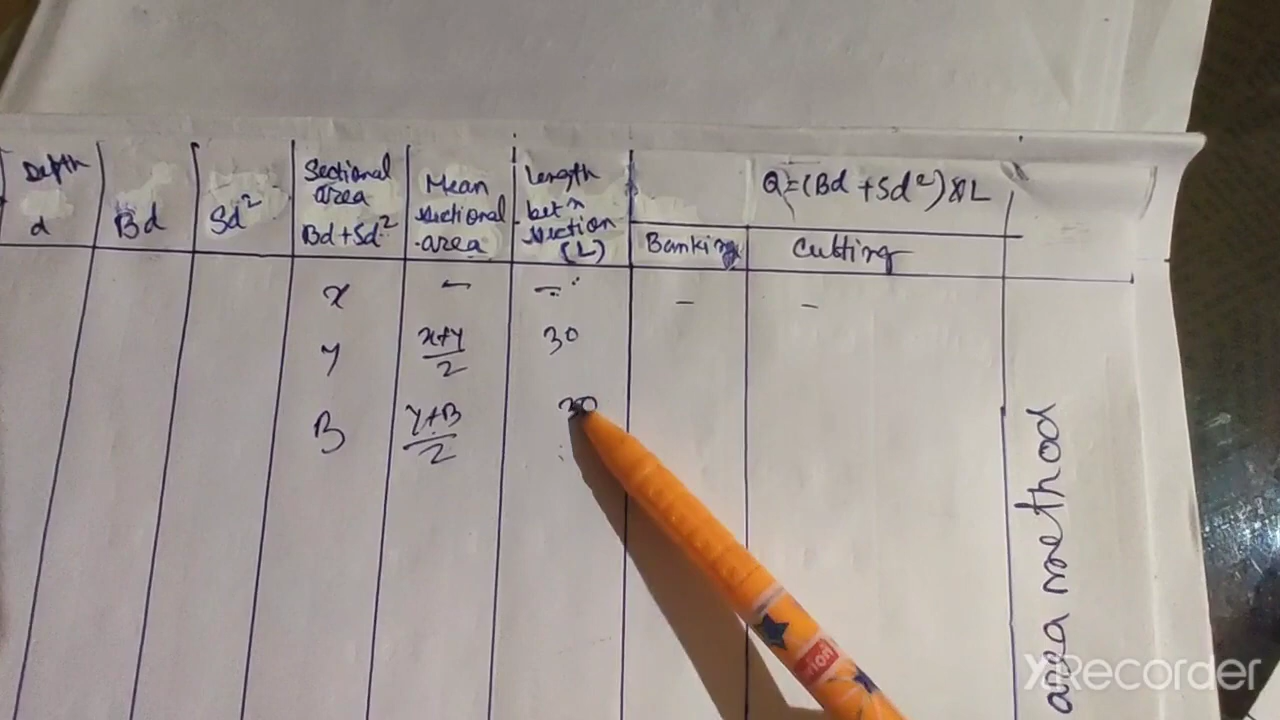 Depth
d
Bd
Sd²
Sectional
area
Bd+Sd²
Mean
sectional
area
Length
betⁿ
section
(L)
Q=(Bd+Sd²)×L
Banking
Cutting
x
-
-
-
-
y
x+y
2
30
B
y+B
2
30
area method
XRecorder